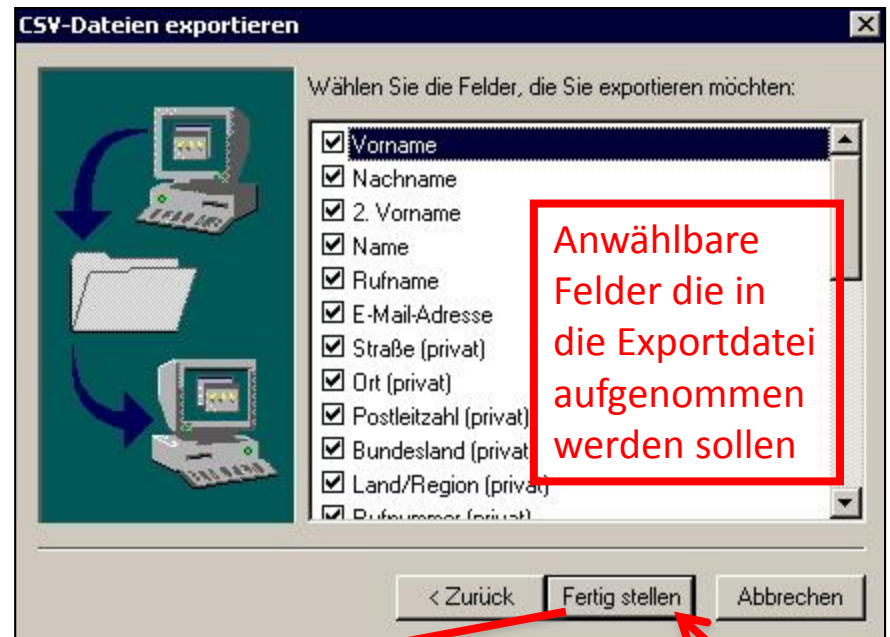 CSV-Dateien exportieren
Wählen Sie die Felder, die Sie exportieren möchten:
Vorname
Nachname
2. Vorname
Name
Rufname
E-Mail-Adresse
Straße (privat)
Ort (privat)
Postleitzahl (privat)
Bundesland (privat
Land/Region (privat)
Rufnummer (privat)
Anwählbare
Felder die in
die Exportdatei
aufgenommen
werden sollen
< Zurück
Fertig stellen
Abbrechen